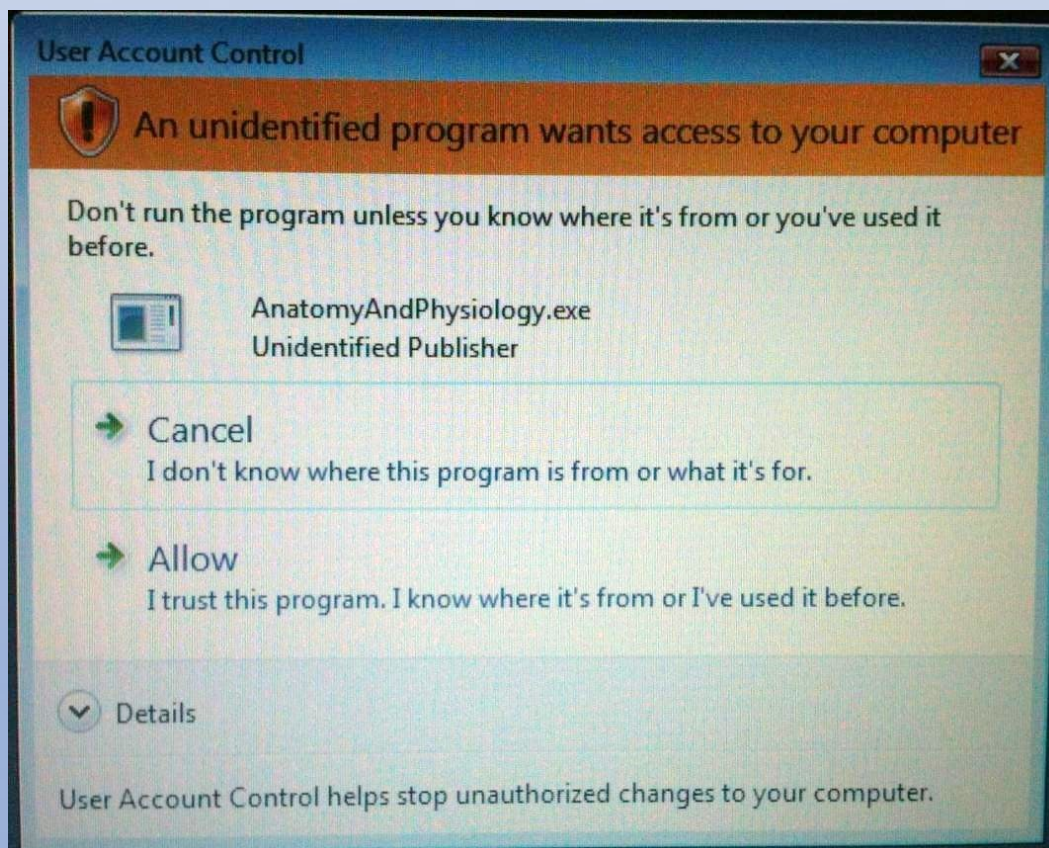 User Account Control
An unidentified program wants access to your computer
Don't run the program unless you know where it's from or you've used it
before.
AnatomyAndPhysiology.exe
Unidentified Publisher
Cancel
I don't know where this program is from or what it's for.
Allow
I trust this program. I know where it's from or I've used it before.
Details
User Account Control helps stop unauthorized changes to your computer.